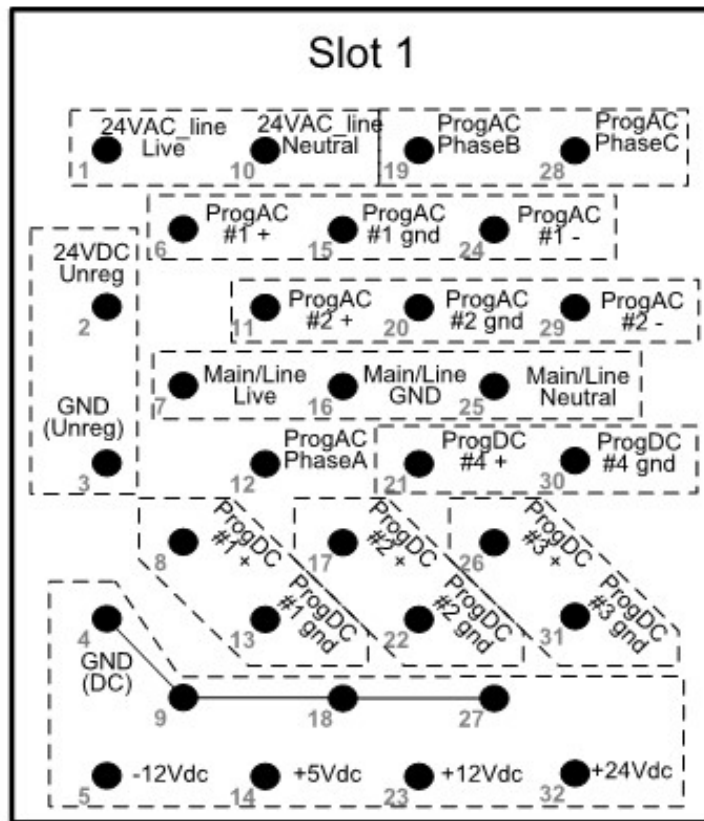 Slot 1
24VAC_line
Live
1
24VAC_line
Neutral
10
ProgAC
PhaseB
19
ProgAC
PhaseC
28
ProgAC
#1 +
6
ProgAC
#1 gnd
15
ProgAC
#1 -
24
24VDC
Unreg
2
ProgAC
#2 +
11
ProgAC
#2 gnd
20
ProgAC
#2 -
29
Main/Line
Live
7
Main/Line
GND
16
Main/Line
Neutral
25
GND
(Unreg)
3
ProgAC
PhaseA
12
ProgDC
#4 +
21
ProgDC
#4 gnd
30
ProgDC
#1 +
8
ProgDC
#2 +
17
ProgDC
#3 +
26
ProgDC
#1 gnd
13
ProgDC
#2 gnd
22
ProgDC
#3 gnd
31
4
GND
(DC)
9
18
27
-12Vdc
5
+5Vdc
14
+12Vdc
23
+24Vdc
32